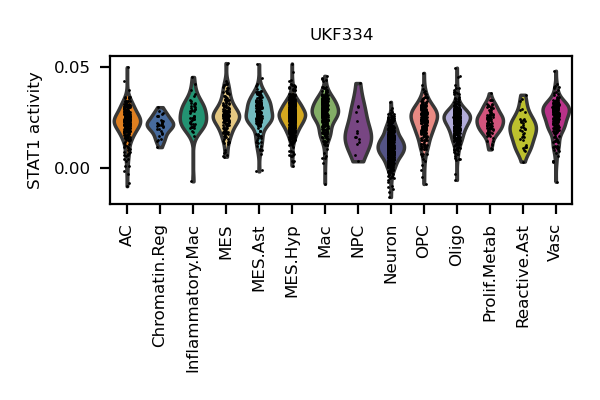 UKF334
STAT1 activity
0.05
0.00
AC
Chromatin.Reg
Inflammatory.Mac
MES
MES.Ast
MES.Hyp
Mac
NPC
Neuron
OPC
Oligo
Prolif.Metab
Reactive.Ast
Vasc